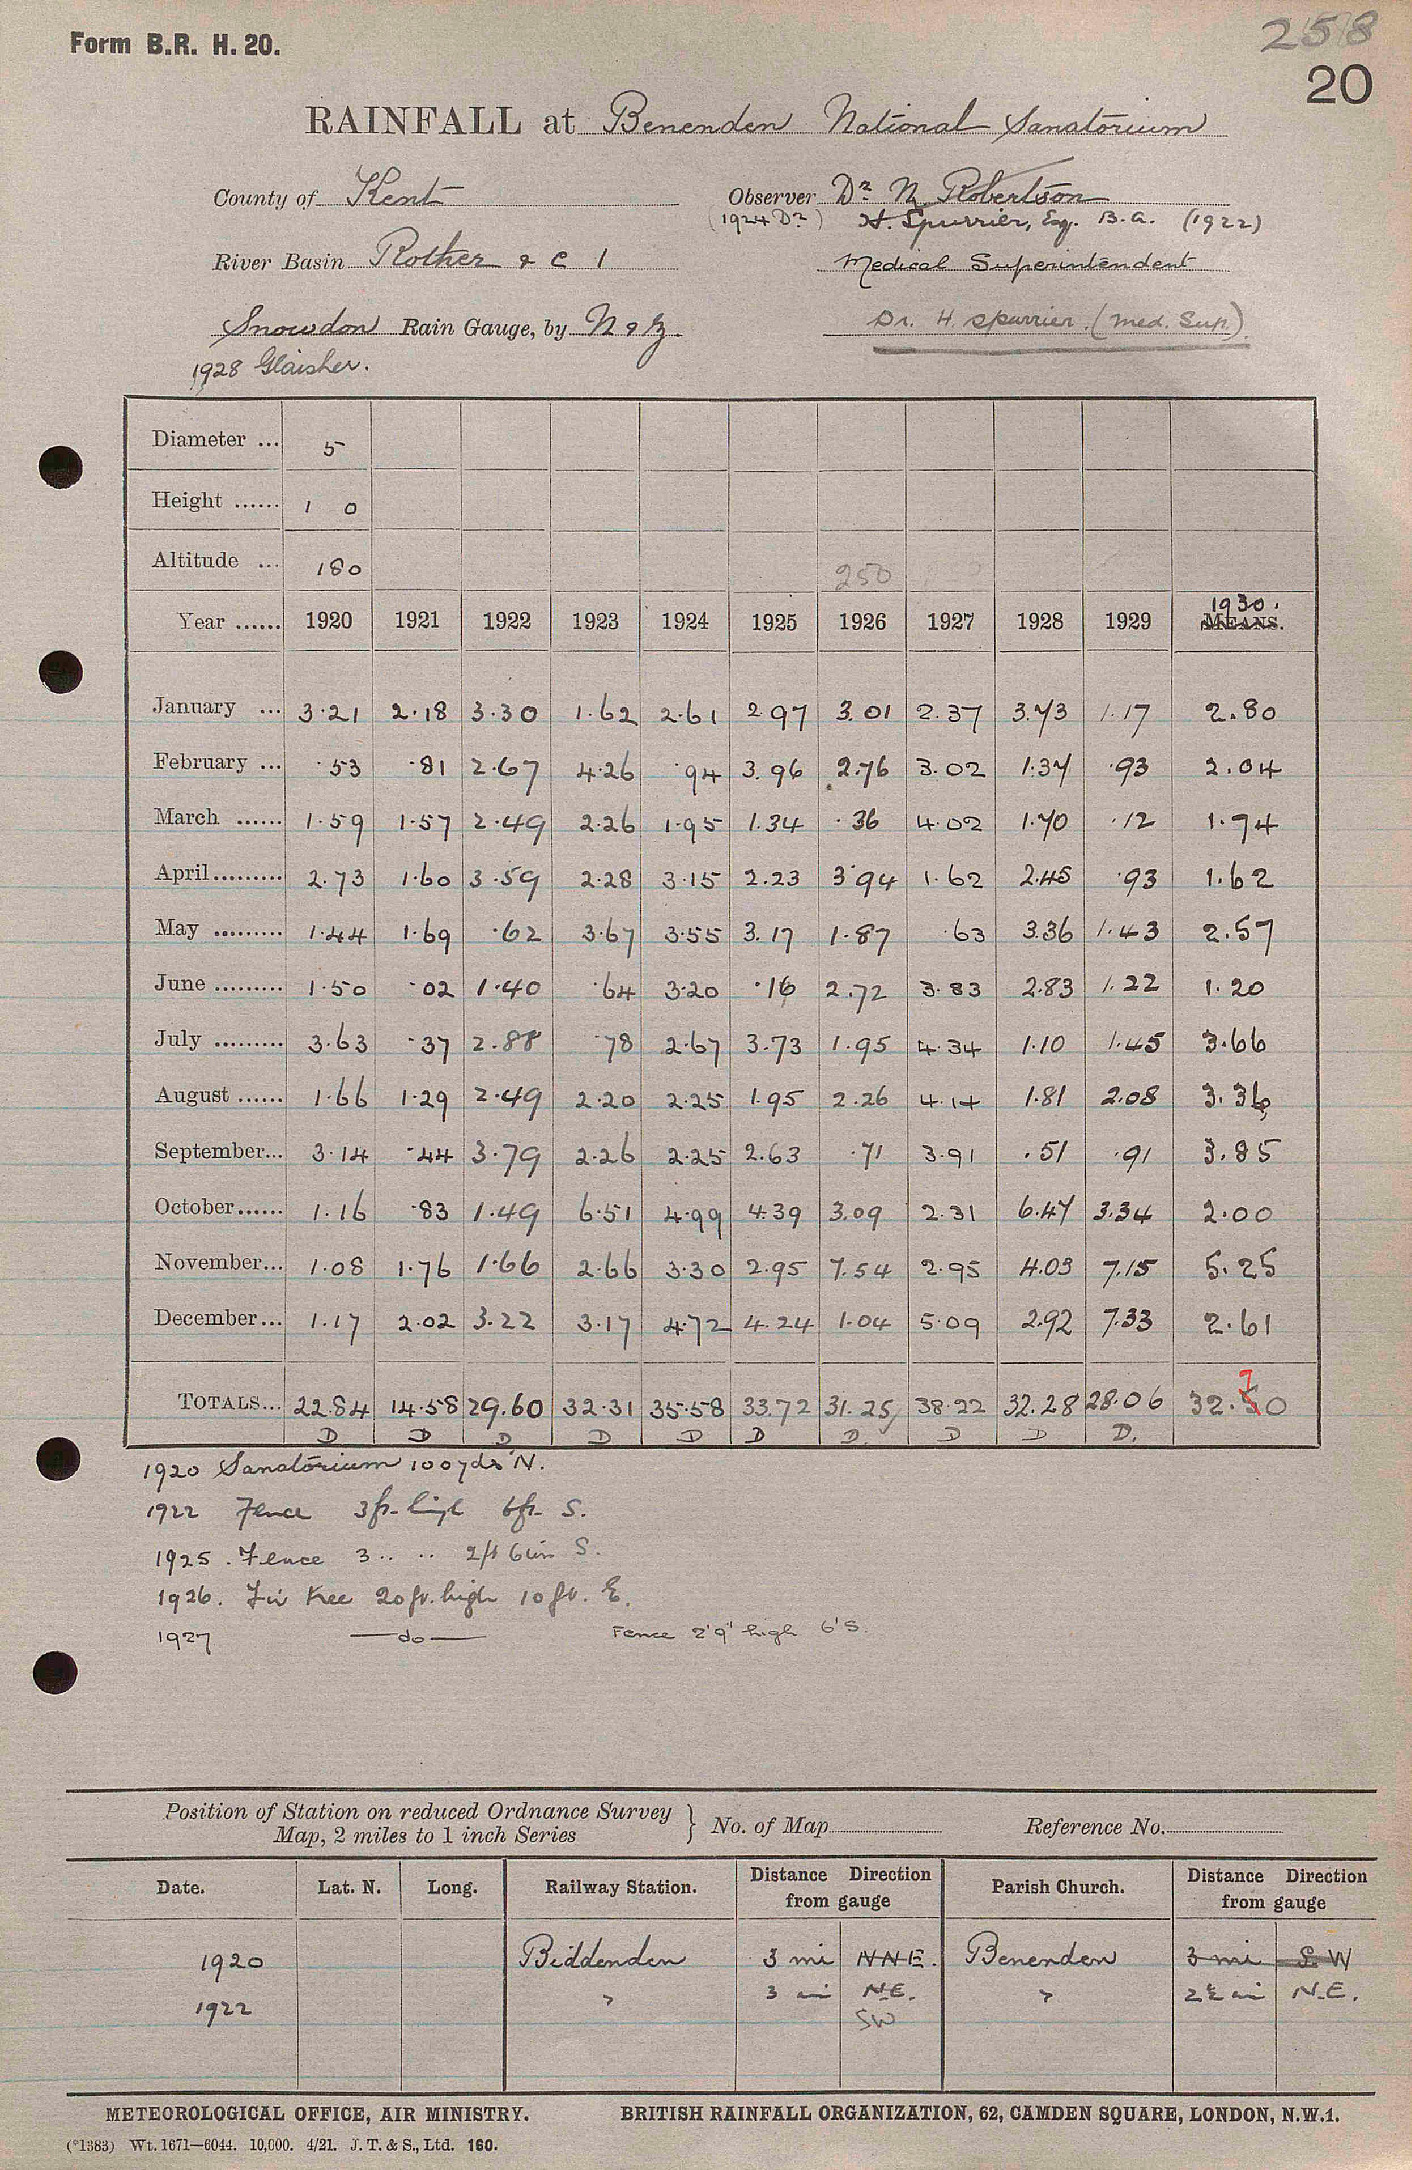 258
Form B.R. H. 20.
20
RAINFALL at Benenden National Sanatorium
County of Kent Observer Dr N Robertson
(1924 Dr) H. Spurrier, Esq. B.A. (1922)
River Basin Rother & C 1 Medical Superintendent
Snowdon Rain Gauge, by N & Z Dr. H. Spurrier. (Med. Sup.)
1928 Glaisher.
Diameter ... 5
Height ...... 1 0
Altitude ... 180 250
Year ...... 1920 1921 1922 1923 1924 1925 1926 1927 1928 1929 1930. MEANS.
January ... 3.21 2.18 3.30 1.62 2.61 2.97 3.01 2.37 3.73 1.17 2.80
February ... .53 .81 2.67 4.26 .94 3.96 2.76 3.02 1.37 .93 2.04
March ...... 1.59 1.57 2.49 2.26 1.95 1.34 .36 4.02 1.70 .12 1.74
April......... 2.73 1.60 3.59 2.28 3.15 2.23 3.94 1.62 2.45 .93 1.62
May ......... 1.44 1.69 .62 3.67 3.55 3.17 1.87 .63 3.36 1.43 2.57
June ......... 1.50 .02 1.40 .64 3.20 .16 2.72 3.83 2.83 1.22 1.20
July ......... 3.63 .37 2.88 .78 2.67 3.73 1.95 4.34 1.10 1.45 3.66
August ...... 1.66 1.29 2.49 2.20 2.25 1.95 2.26 4.14 1.81 2.08 3.36
September... 3.14 .44 3.79 2.26 2.25 2.63 .71 3.91 .51 .91 3.85
October...... 1.16 .83 1.49 6.51 4.99 4.39 3.09 2.31 6.47 3.34 2.00
November... 1.08 1.76 1.66 2.66 3.30 2.95 7.54 2.95 4.03 7.15 5.25
December... 1.17 2.02 3.22 3.17 4.72 4.24 1.04 5.09 2.92 7.33 2.61
7
TOTALS... 22.84 14.58 29.60 32.31 35.58 33.72 31.25 38.22 32.28 28.06 32.50
D D D D D D D. D D D.
1920 Sanatorium 100 yds N.
1922 Fence 3ft. high 6ft. S.
1925. Fence 3 .. .. 2ft 6in S.
1926. Fir tree 20ft. high 10ft. E.
1927 —do— Fence 2'9" high 6'S.
Position of Station on reduced Ordnance Survey Map, 2 miles to 1 inch Series } No. of Map Reference No.
Date. Lat. N. Long. Railway Station. Distance Direction from gauge Parish Church. Distance Direction from gauge
1920 Biddenden 3 mi NNE. Benenden 3 mi S.W
1922 " 3 mi N.E. " 2½ mi N.E.
SW
METEOROLOGICAL OFFICE, AIR MINISTRY. BRITISH RAINFALL ORGANIZATION, 62, CAMDEN SQUARE, LONDON, N.W.1.
(*1383) Wt. 1671—6044. 10,000. 4/21. J. T. & S., Ltd. 160.